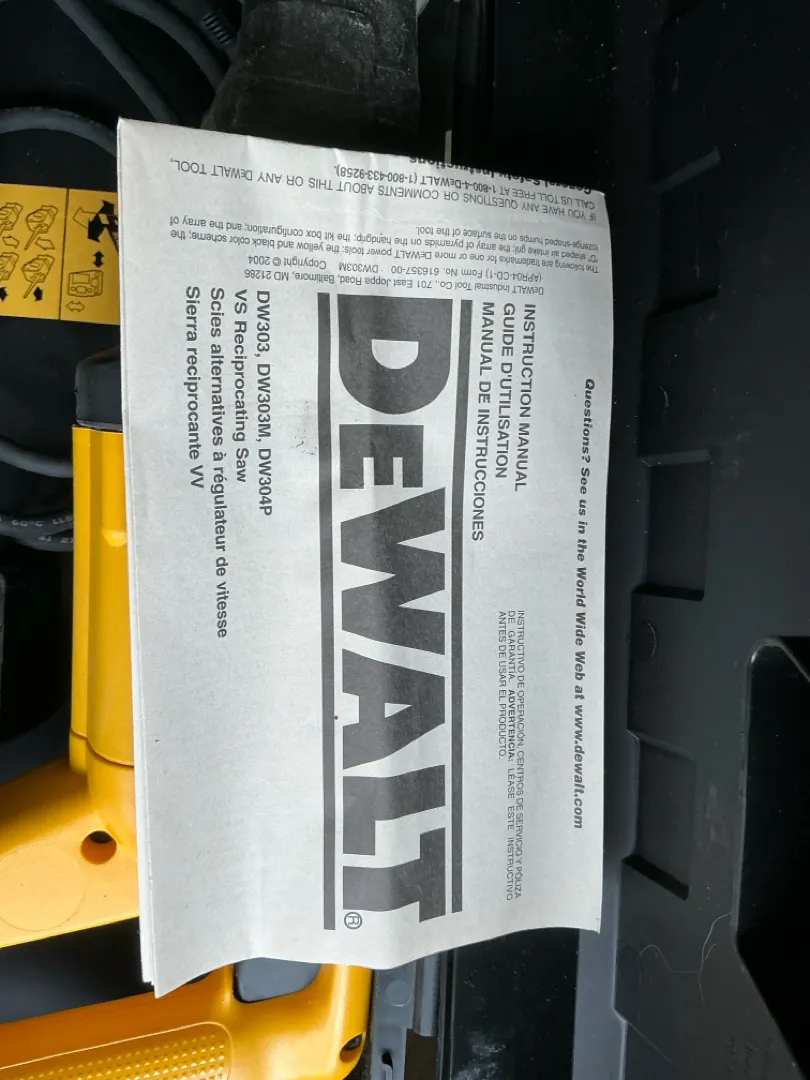 Questions? See us in the World Wide Web at www.dewalt.com
INSTRUCTION MANUAL
GUIDE D'UTILISATION
MANUAL DE INSTRUCCIONES
INSTRUCTIVO DE OPERACIÓN, CENTROS DE SERVICIO Y PÓLIZA
DE GARANTÍA. ADVERTENCIA: LÉASE ESTE INSTRUCTIVO
ANTES DE USAR EL PRODUCTO.
DEWALT®
DW303, DW303M, DW304P
VS Reciprocating Saw
Scies alternatives à régulateur de vitesse
Sierra reciprocante VV
DEWALT Industrial Tool Co., 701 East Joppa Road, Baltimore, MD 21286
(APR04-CD-1) Form No. 616357-00 DW303M Copyright © 2004
The following are trademarks for one or more DEWALT power tools: the yellow and black color scheme; the
"D" shaped air intake grill; the array of pyramids on the handgrip; the kit box configuration; and the array of
lozenge-shaped humps on the surface of the tool.
IF YOU HAVE ANY QUESTIONS OR COMMENTS ABOUT THIS OR ANY DEWALT TOOL,
CALL US TOLL FREE AT 1-800-4-DEWALT (1-800-433-9258).
General Safety Instructions